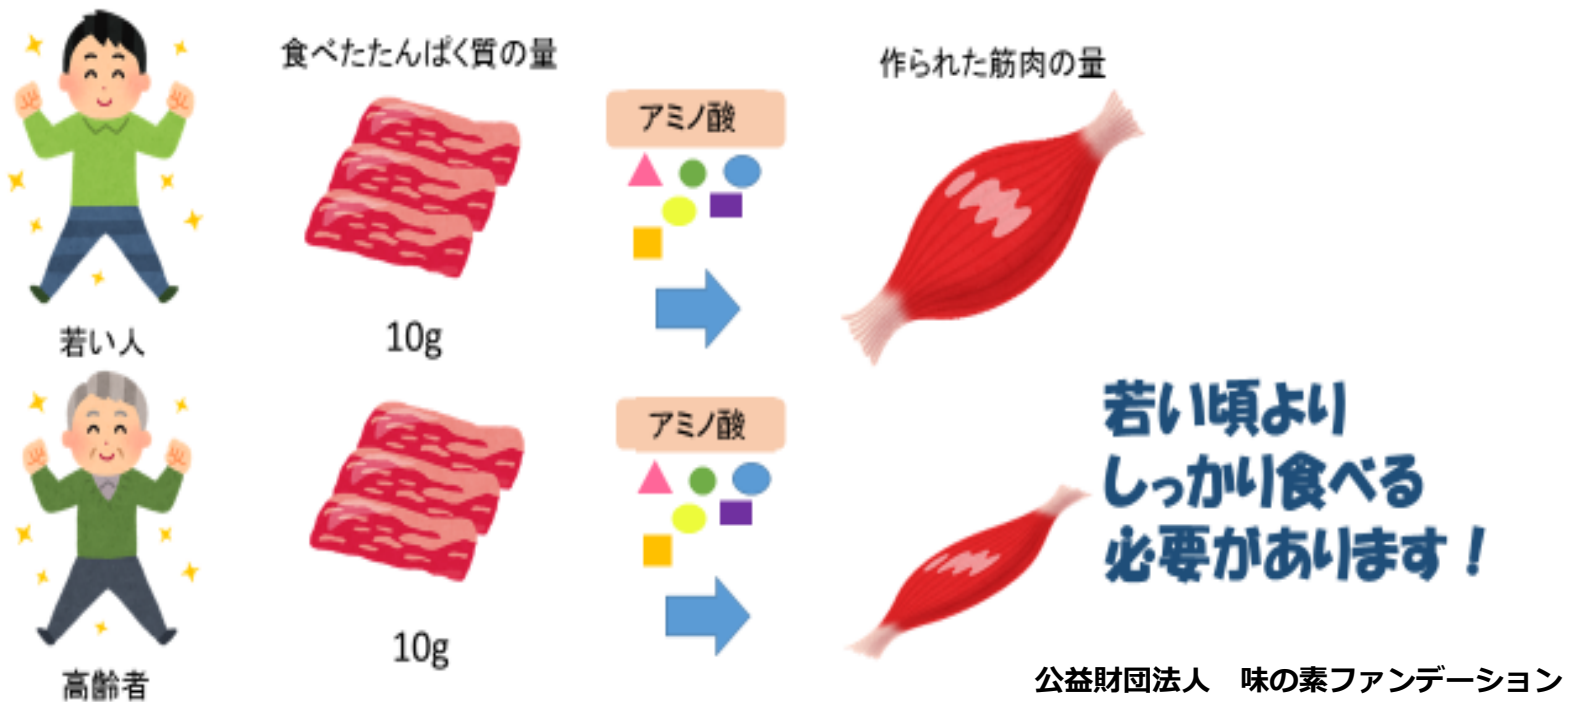 食べたたんぱく質の量
作られた筋肉の量
アミノ酸
若い人
10g
アミノ酸
若い頃より
しっかり食べる
必要があります！
10g
高齢者
公益財団法人　味の素ファンデーション